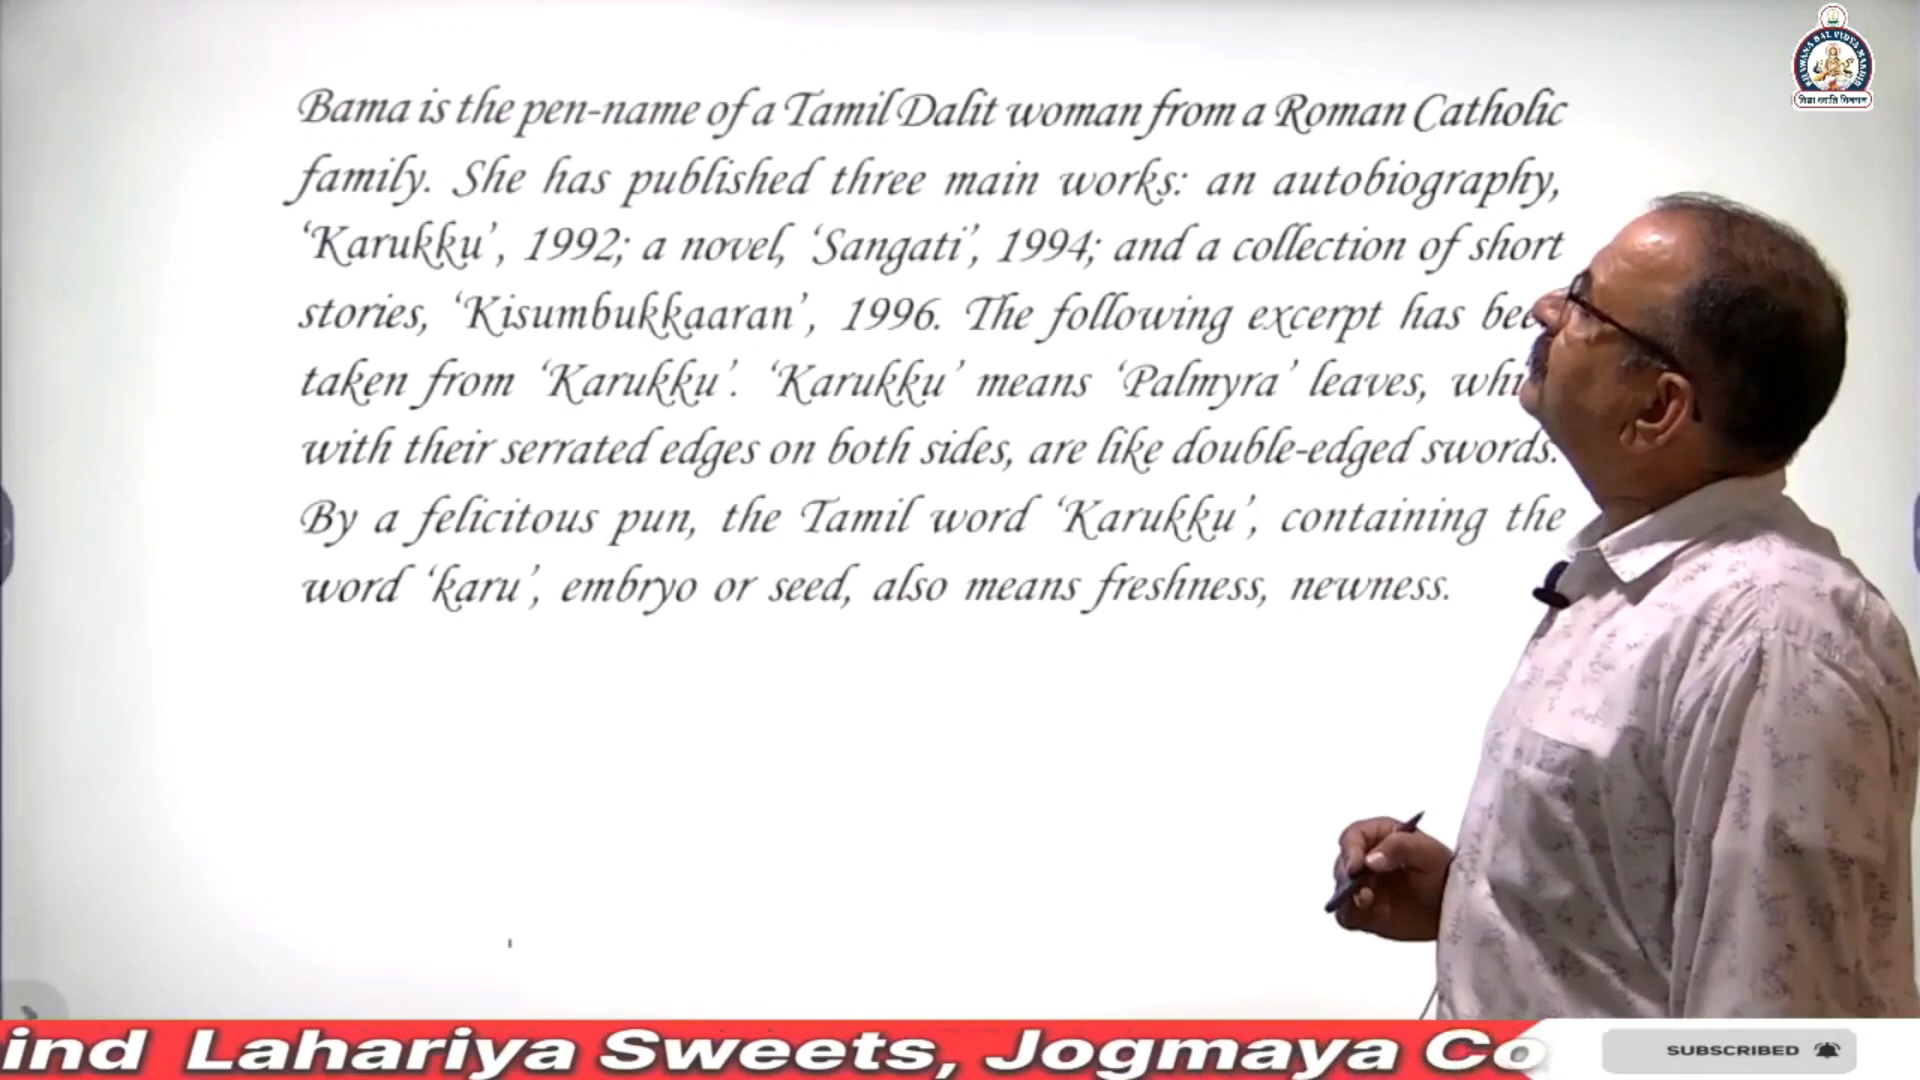 Bama is the pen-name of a Tamil Dalit woman from a Roman Catholic
family. She has published three main works: an autobiography,
‘Karukku’, 1992; a novel, ‘Sangati’, 1994; and a collection of short
stories, ‘Kisumbukkaaran’, 1996. The following excerpt has
taken from ‘Karukku’. ‘Karukku’ means ‘Palmyra’ leaves,
with their serrated edges on both sides, are like double-edged swords.
By a felicitous pun, the Tamil word ‘Karukku’, containing the
word ‘karu’, embryo or seed, also means freshness, newness.
ind Lahariya Sweets, Jogmaya Co
SUBSCRIBED